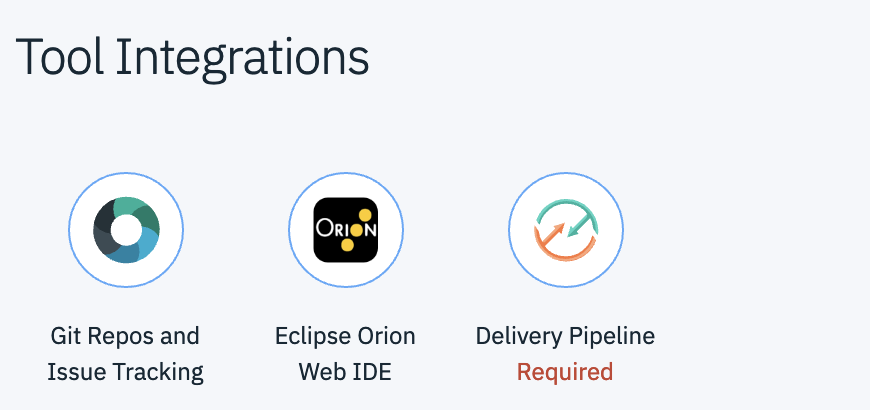 Tool Integrations
ORION
Git Repos and
Issue Tracking
Eclipse Orion
Web IDE
Delivery Pipeline
Required